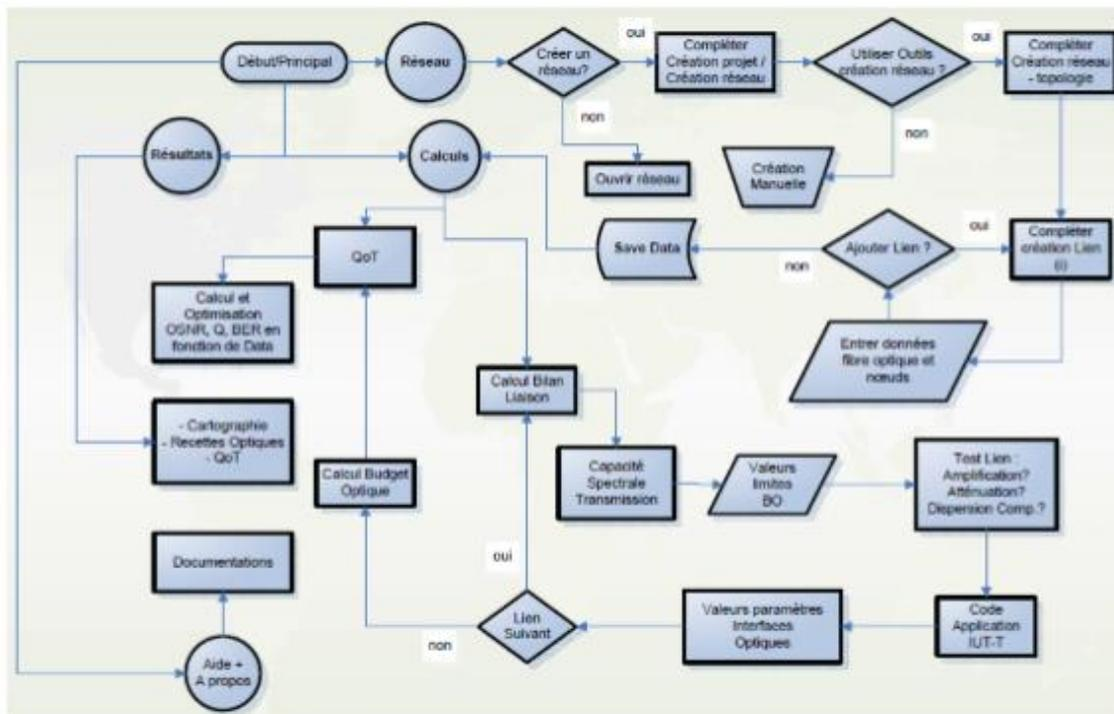 Début/Principal
Réseau
Créer un
réseau?
oui
Compléter
Création projet /
Création réseau
Utiliser Outils
création réseau ?
oui
Compléter
Création réseau
- topologie
non
non
Résultats
Calculs
Ouvrir réseau
Création
Manuelle
QoT
Save Data
non
Ajouter Lien ?
oui
Compléter
création Lien
(i)
Calcul et
Optimisation
OSNR, Q, BER en
fonction de Data
Entrer données
fibre optique et
nœuds
Calcul Bilan
Liaison
- Cartographie
- Recettes Optiques
- QoT
Calcul Budget
Optique
Capacité
Spectrale
Transmission
Valeurs
limites
BO
Test Lien :
Amplification?
Atténuation?
Dispersion Comp.?
Documentations
oui
Lien
Suivant
non
Valeurs paramètres
Interfaces
Optiques
Code
Application
IUT-T
Aide +
A propos